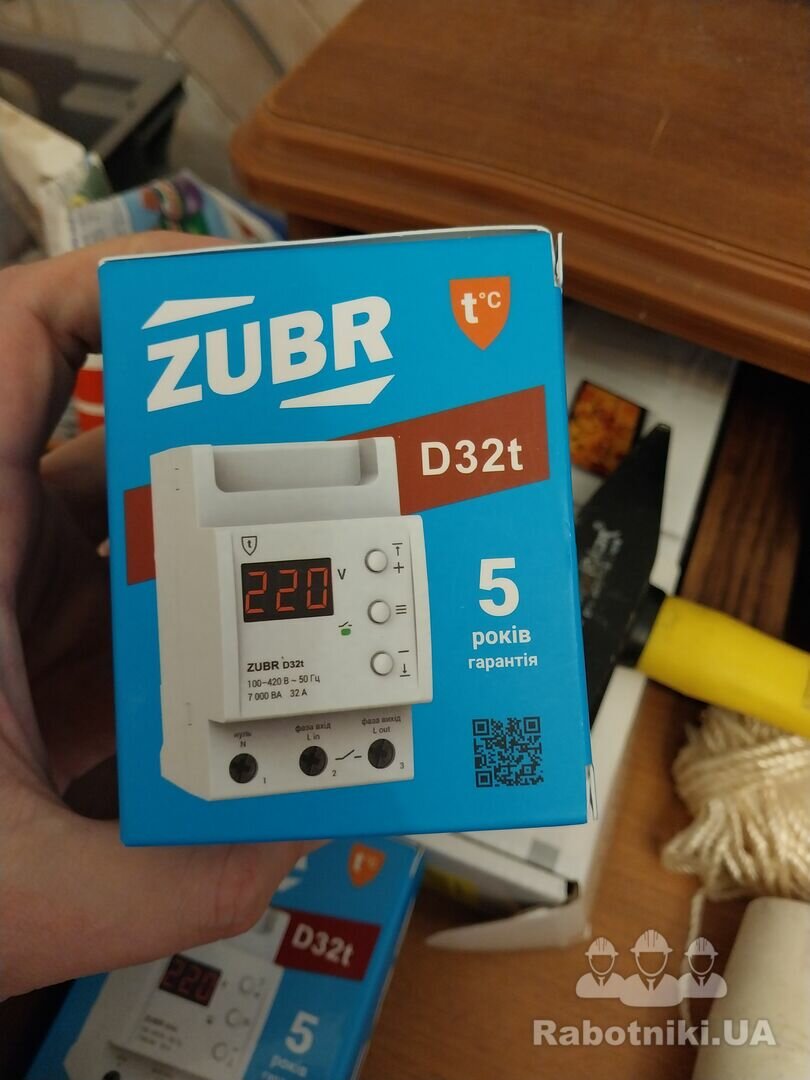 ZUBR
t°C
D32t
t
220 V
+
ZUBR D32t
100-420 В ~ 50 Гц
7 000 ВА 32 А
нуль
N
фаза вхід
L in
фаза вихід
L out
1
2
3
5
років
гарантія
t°C
D32t
220
5
років
Rabotniki.UA